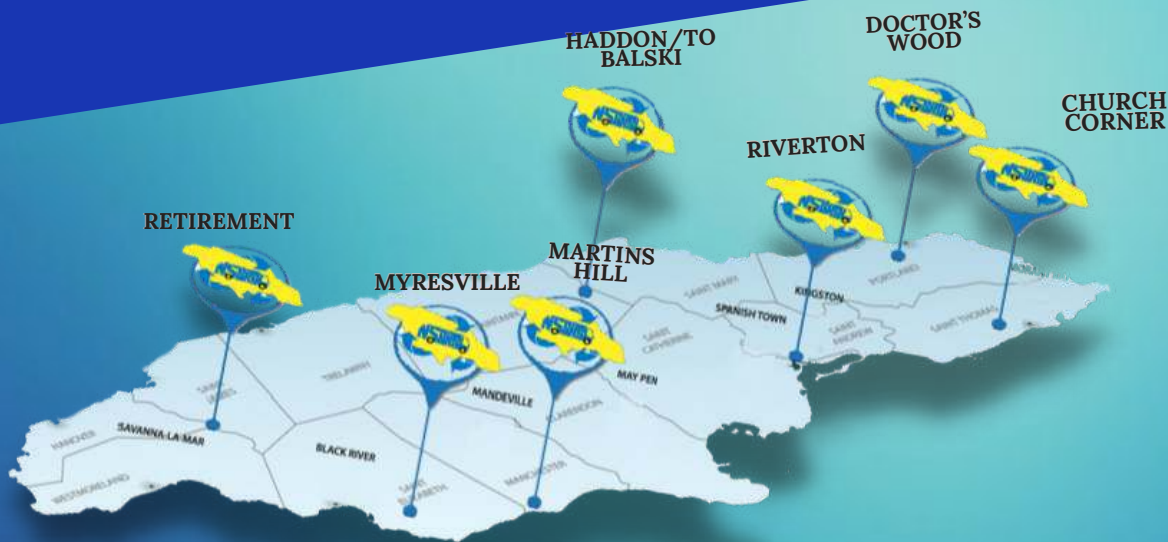 HADDON/TO
BALSKI
DOCTOR'S
WOOD
CHURCH
CORNER
RIVERTON
RETIREMENT
MARTINS
HILL
MYRESVILLE
SAINT MARY
PORTLAND
KINGSTON
SPANISH TOWN
SAINT
ANDREW
SAINT THOMAS
SAINT
CATHERINE
TRELAWNY
MAY PEN
MANDEVILLE
CLARENDON
SAVANNA-LA-MAR
HANOVER
BLACK RIVER
WESTMORELAND
SAINT
ELIZABETH
MANCHESTER